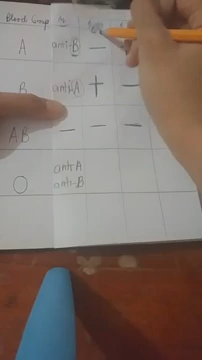 Blood Group
A anti-B −
B anti-A + −
AB − − −
O anti-A
anti-B